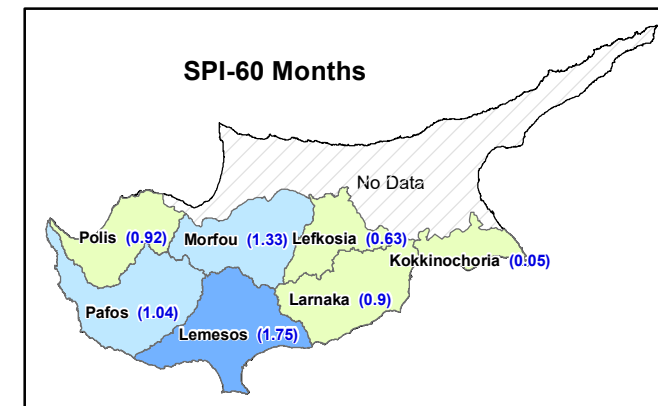 SPI-60 Months
No Data
Polis (0.92)
Morfou (1.33)
Lefkosia (0.63)
Kokkinochoria (0.05)
Pafos (1.04)
Larnaka (0.9)
Lemesos (1.75)